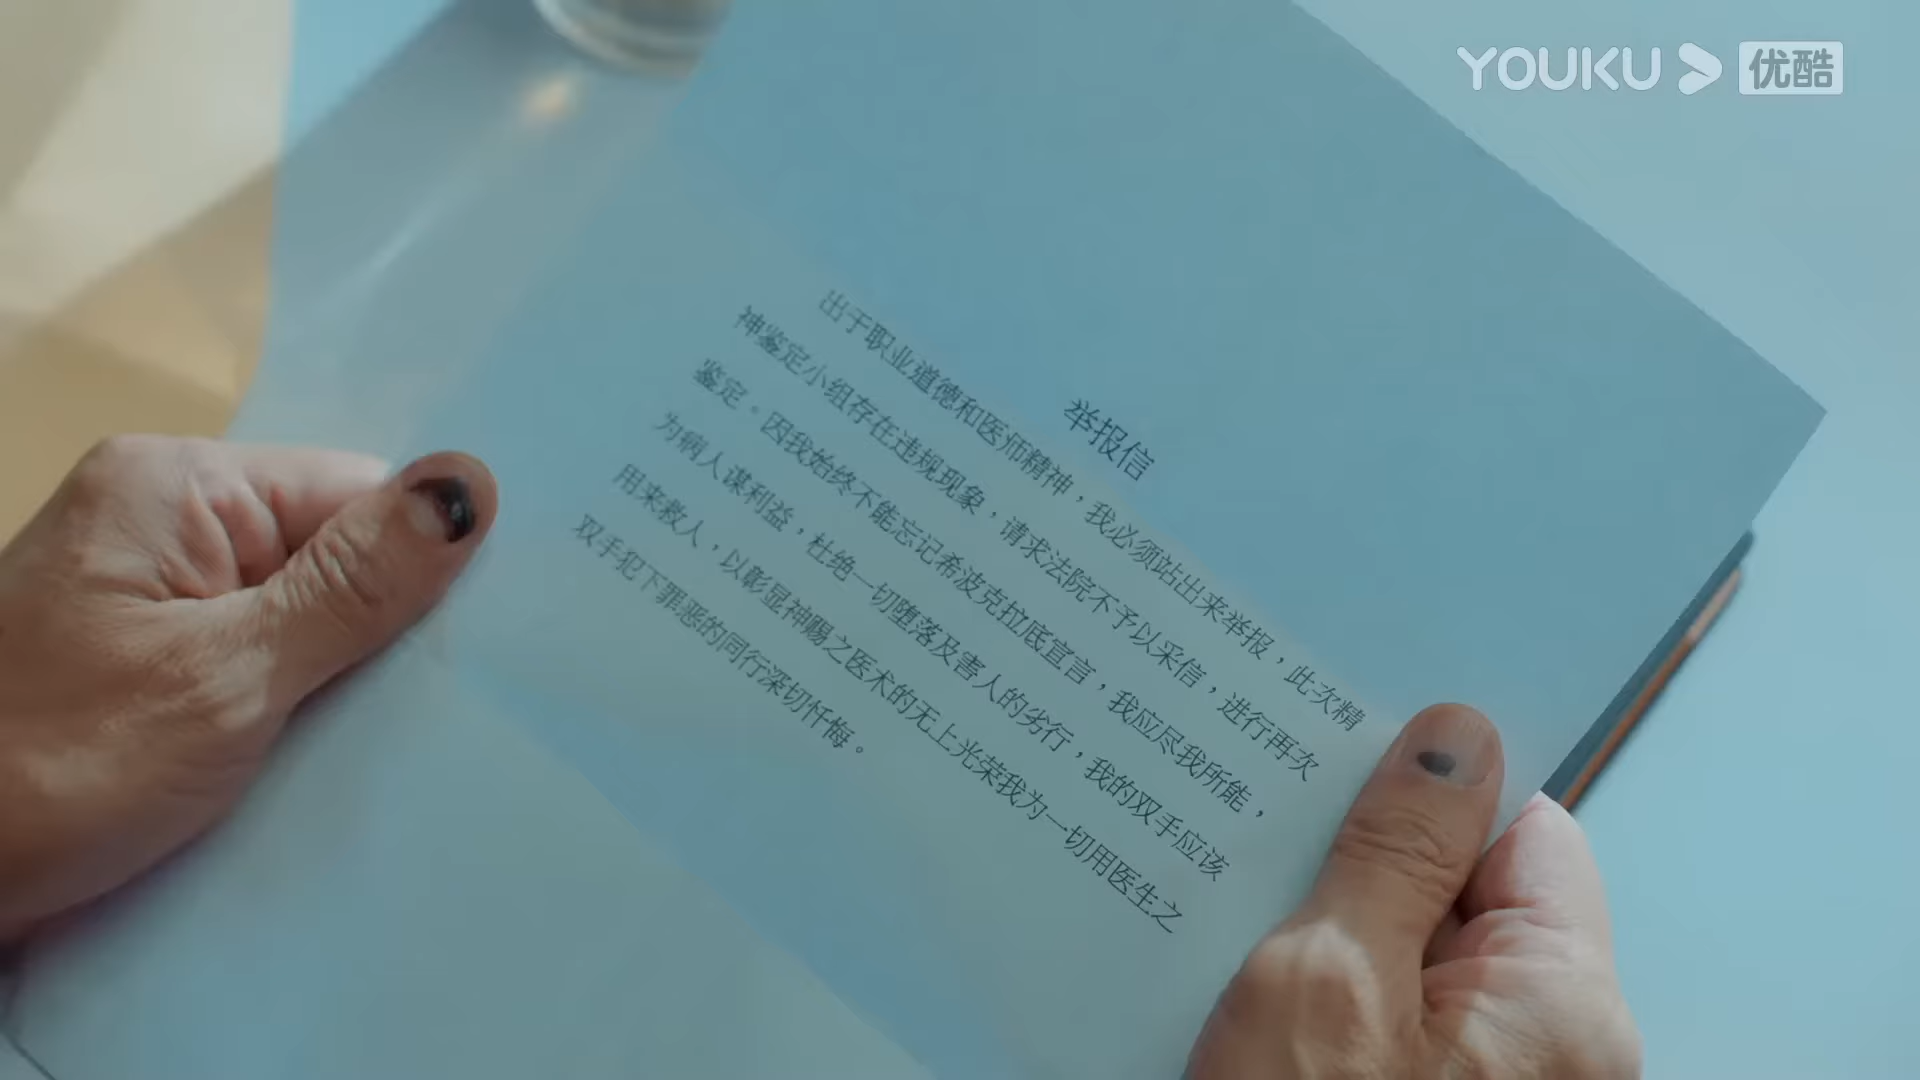 YOUKU 优酷
举报信
出于职业道德和医师精神，我必须站出来举报，此次精
神鉴定小组存在违规现象，请求法院不予以采信，进行再次
鉴定。因我始终不能忘记希波克拉底宣言，我应尽我所能，
为病人谋利益，杜绝一切堕落及害人的劣行，我的双手应该
用来救人，以彰显神赐之医术的无上光荣我为一切用医生之
双手犯下罪恶的同行深切忏悔。